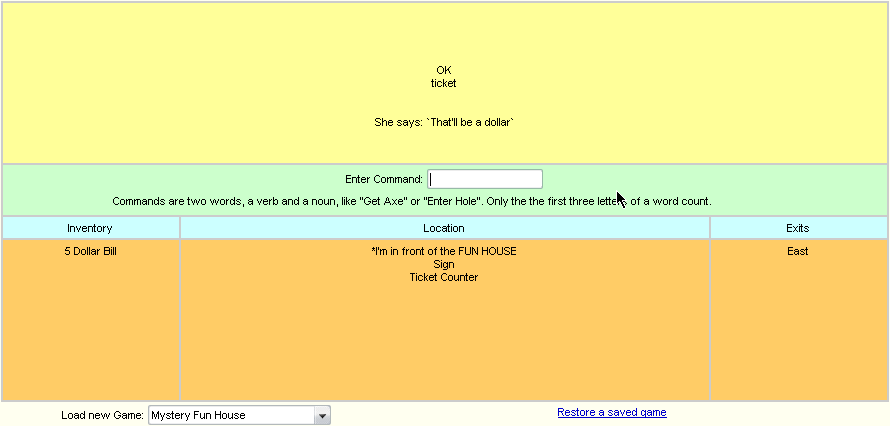 OK
ticket
She says: `That'll be a dollar`
Enter Command:
Commands are two words, a verb and a noun, like "Get Axe" or "Enter Hole". Only the the first three letters of a word count.
Inventory Location Exits
5 Dollar Bill *I'm in front of the FUN HOUSE East
Sign
Ticket Counter
Load new Game: Mystery Fun House Restore a saved game